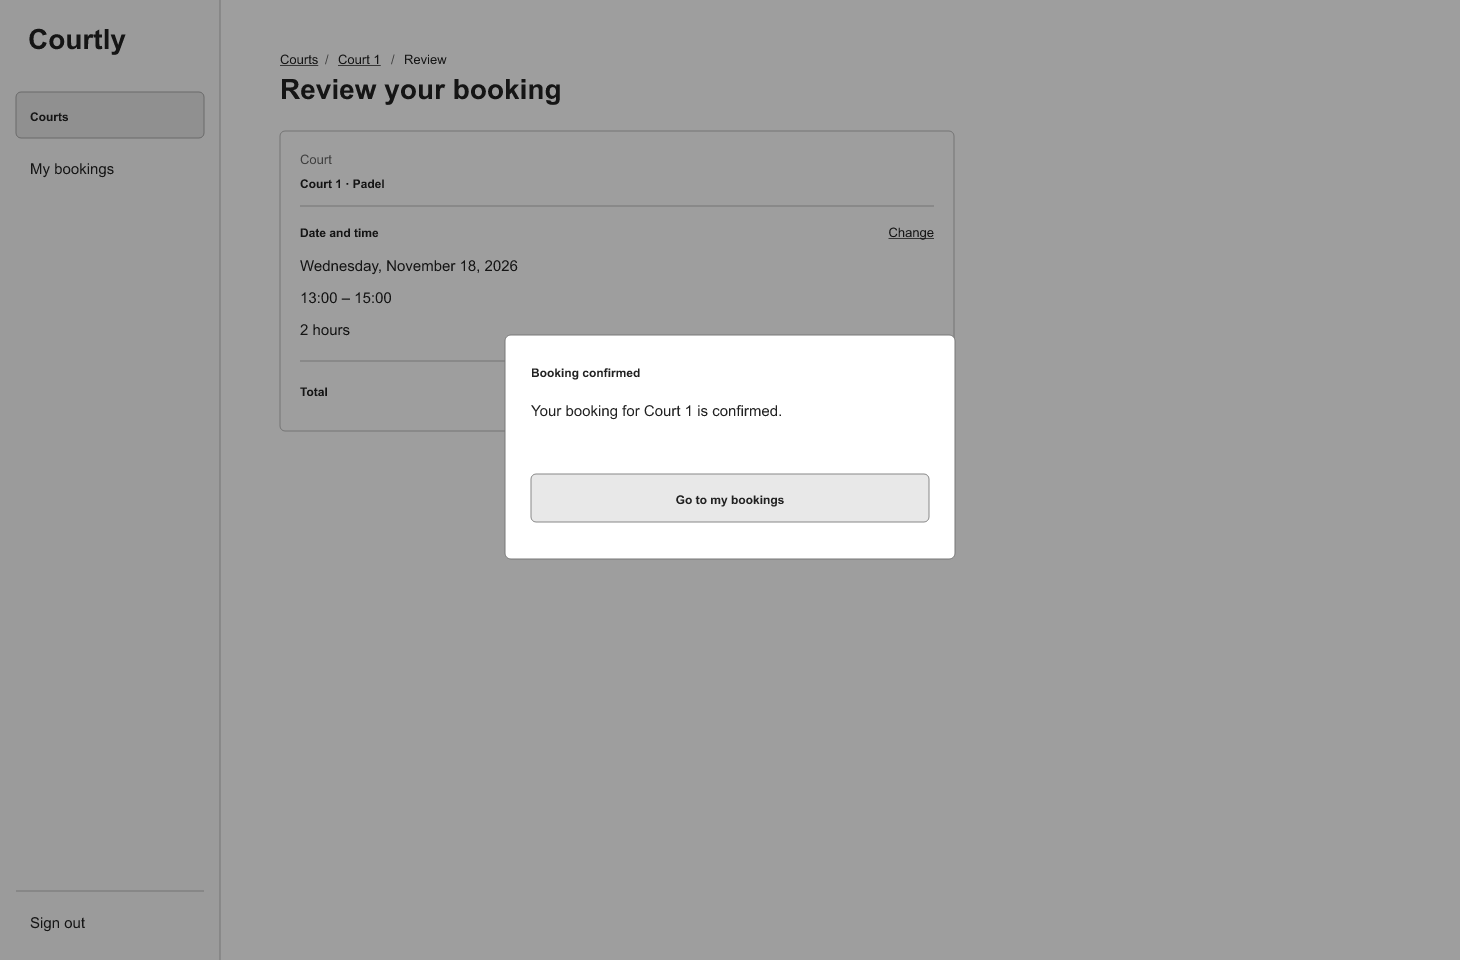 Courtly
Courts
My bookings
Sign out
Courts / Court 1 / Review
Review your booking
Court
Court 1 · Padel
Date and time
Change
Wednesday, November 18, 2026
13:00 – 15:00
2 hours
Total
Booking confirmed
Your booking for Court 1 is confirmed.
Go to my bookings